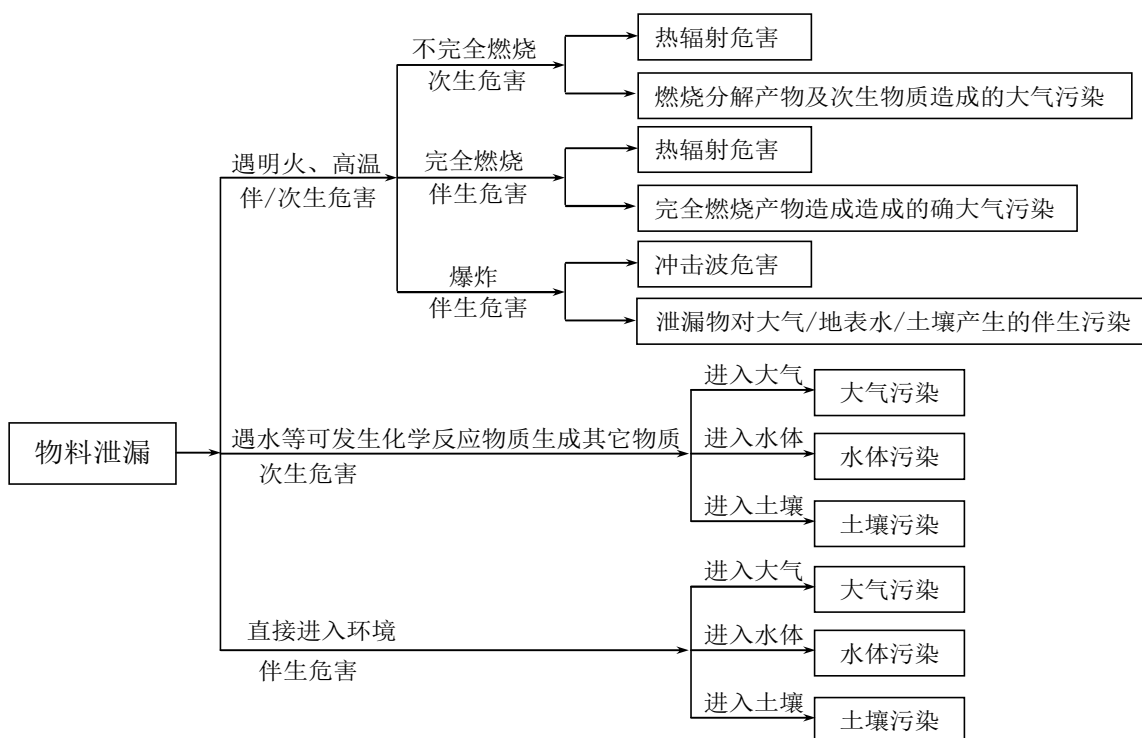 不完全燃烧
次生危害
热辐射危害
燃烧分解产物及次生物质造成的大气污染
遇明火、高温
伴/次生危害
完全燃烧
伴生危害
热辐射危害
完全燃烧产物造成造成的确大气污染
爆炸
伴生危害
冲击波危害
泄漏物对大气/地表水/土壤产生的伴生污染
物料泄漏
遇水等可发生化学反应物质生成其它物质
次生危害
进入大气
大气污染
进入水体
水体污染
进入土壤
土壤污染
直接进入环境
伴生危害
进入大气
大气污染
进入水体
水体污染
进入土壤
土壤污染